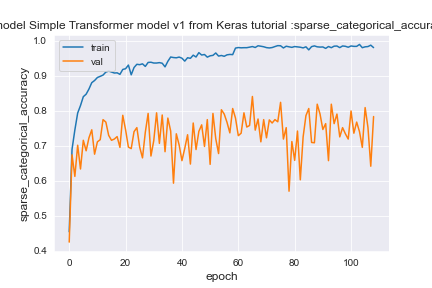 model Simple Transformer model v1 from Keras tutorial :sparse_categorical_accura
train
val
1.0
0.9
0.8
0.7
0.6
0.5
0.4
sparse_categorical_accuracy
0
20
40
60
80
100
epoch